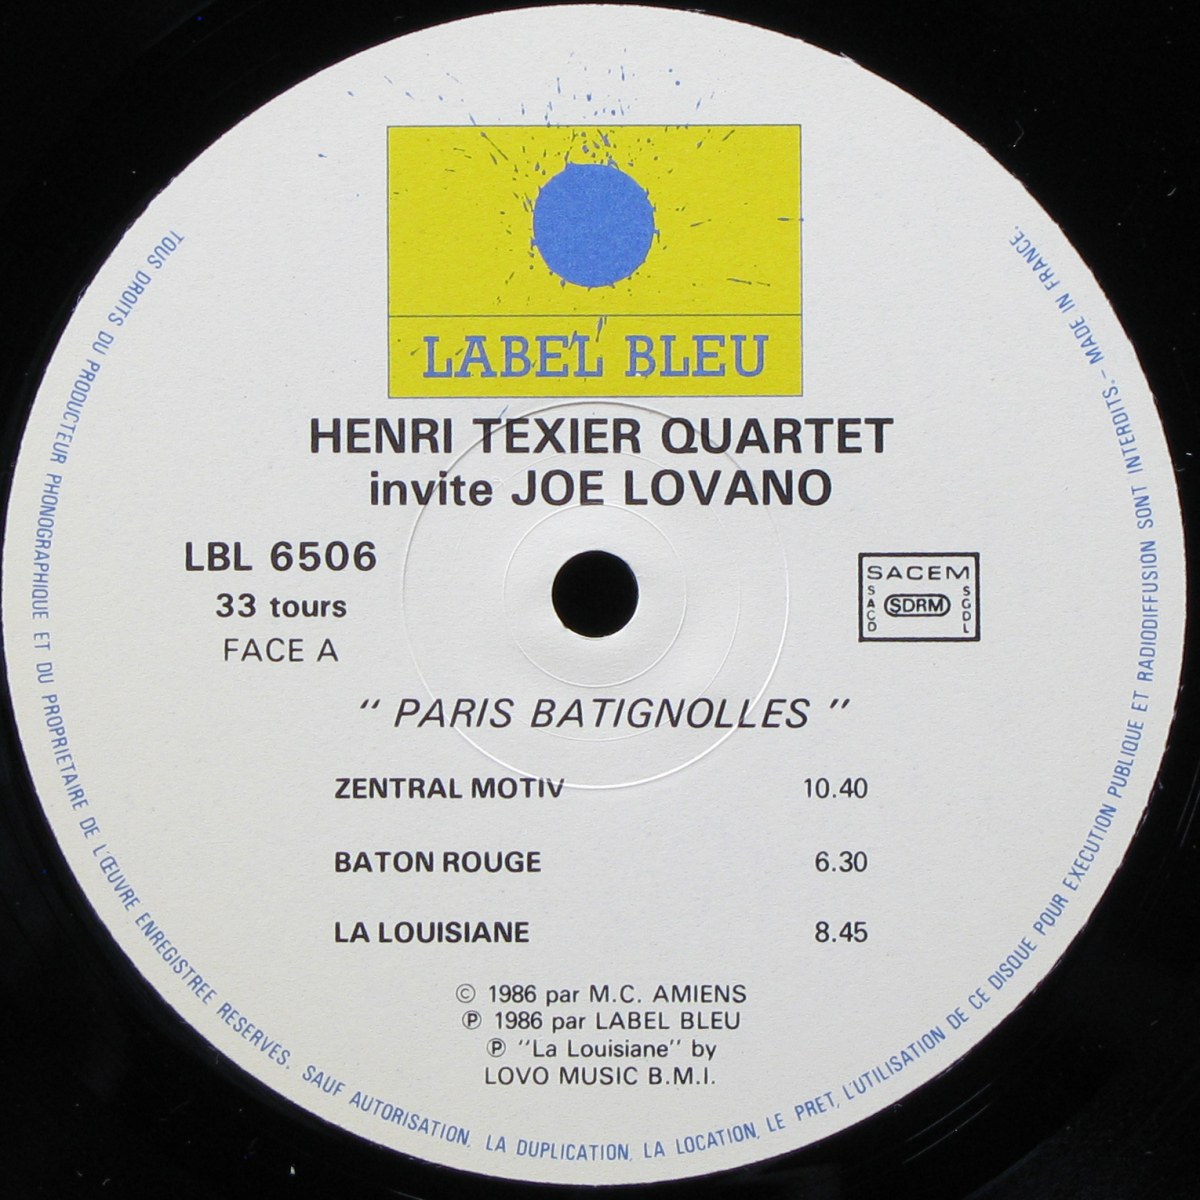 LABEL BLEU
HENRI TEXIER QUARTET
invite JOE LOVANO
LBL 6506
33 tours
FACE A
SACEM
SACD
SDRM
SGDL
" PARIS BATIGNOLLES "
ZENTRAL MOTIV 10.40
BATON ROUGE 6.30
LA LOUISIANE 8.45
© 1986 par M.C. AMIENS
℗ 1986 par LABEL BLEU
℗ "La Louisiane" by
LOVO MUSIC B.M.I.
TOUS DROITS DU PRODUCTEUR PHONOGRAPHIQUE ET DU PROPRIETAIRE DE L'ŒUVRE ENREGISTREE RESERVES. SAUF AUTORISATION, LA DUPLICATION, LA LOCATION, LE PRET, L'UTILISATION DE CE DISQUE POUR EXECUTION PUBLIQUE ET RADIODIFFUSION SONT INTERDITS.- MADE IN FRANCE.